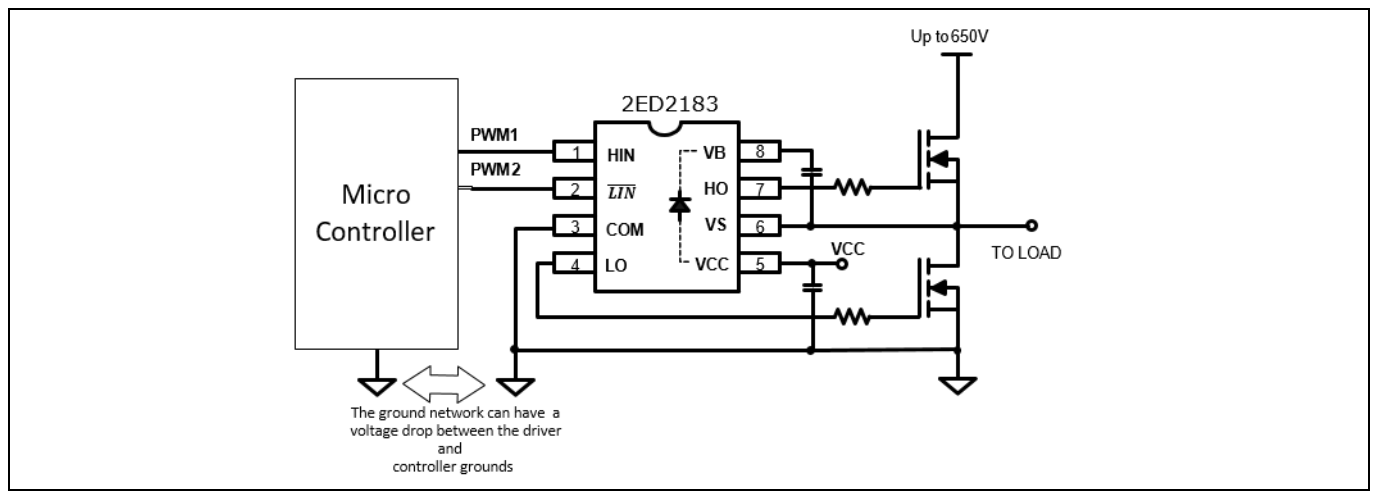 Up to 650V
2ED2183
PWM1
1 HIN
VB 8
PWM2
2 L̅I̅N̅
HO 7
Micro
Controller
3 COM
VS 6
TO LOAD
4 LO
VCC 5
VCC
The ground network can have a
voltage drop between the driver
and
controller grounds